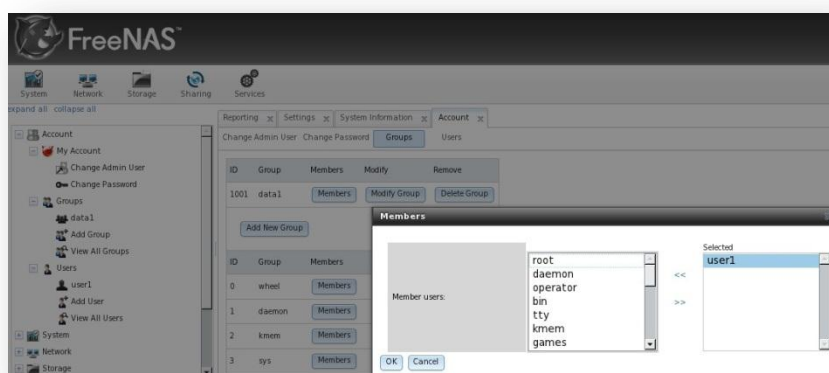 FreeNAS™
System Network Storage Sharing Services
expand all collapse all
Reporting x Settings x System Information x Account x
Change Admin User Change Password Groups Users
Account
My Account
Change Admin User
Change Password
Groups
data1
Add Group
View All Groups
Users
user1
Add User
View All Users
System
Network
Storage
ID Group Members Modify Remove
1001 data1 Members Modify Group Delete Group
Add New Group
ID Group Members
0 wheel Members
1 daemon Members
2 kmem Members
3 sys Members
Members
Member users:
root
daemon
operator
bin
tty
kmem
games
<<
>>
Selected
user1
OK Cancel